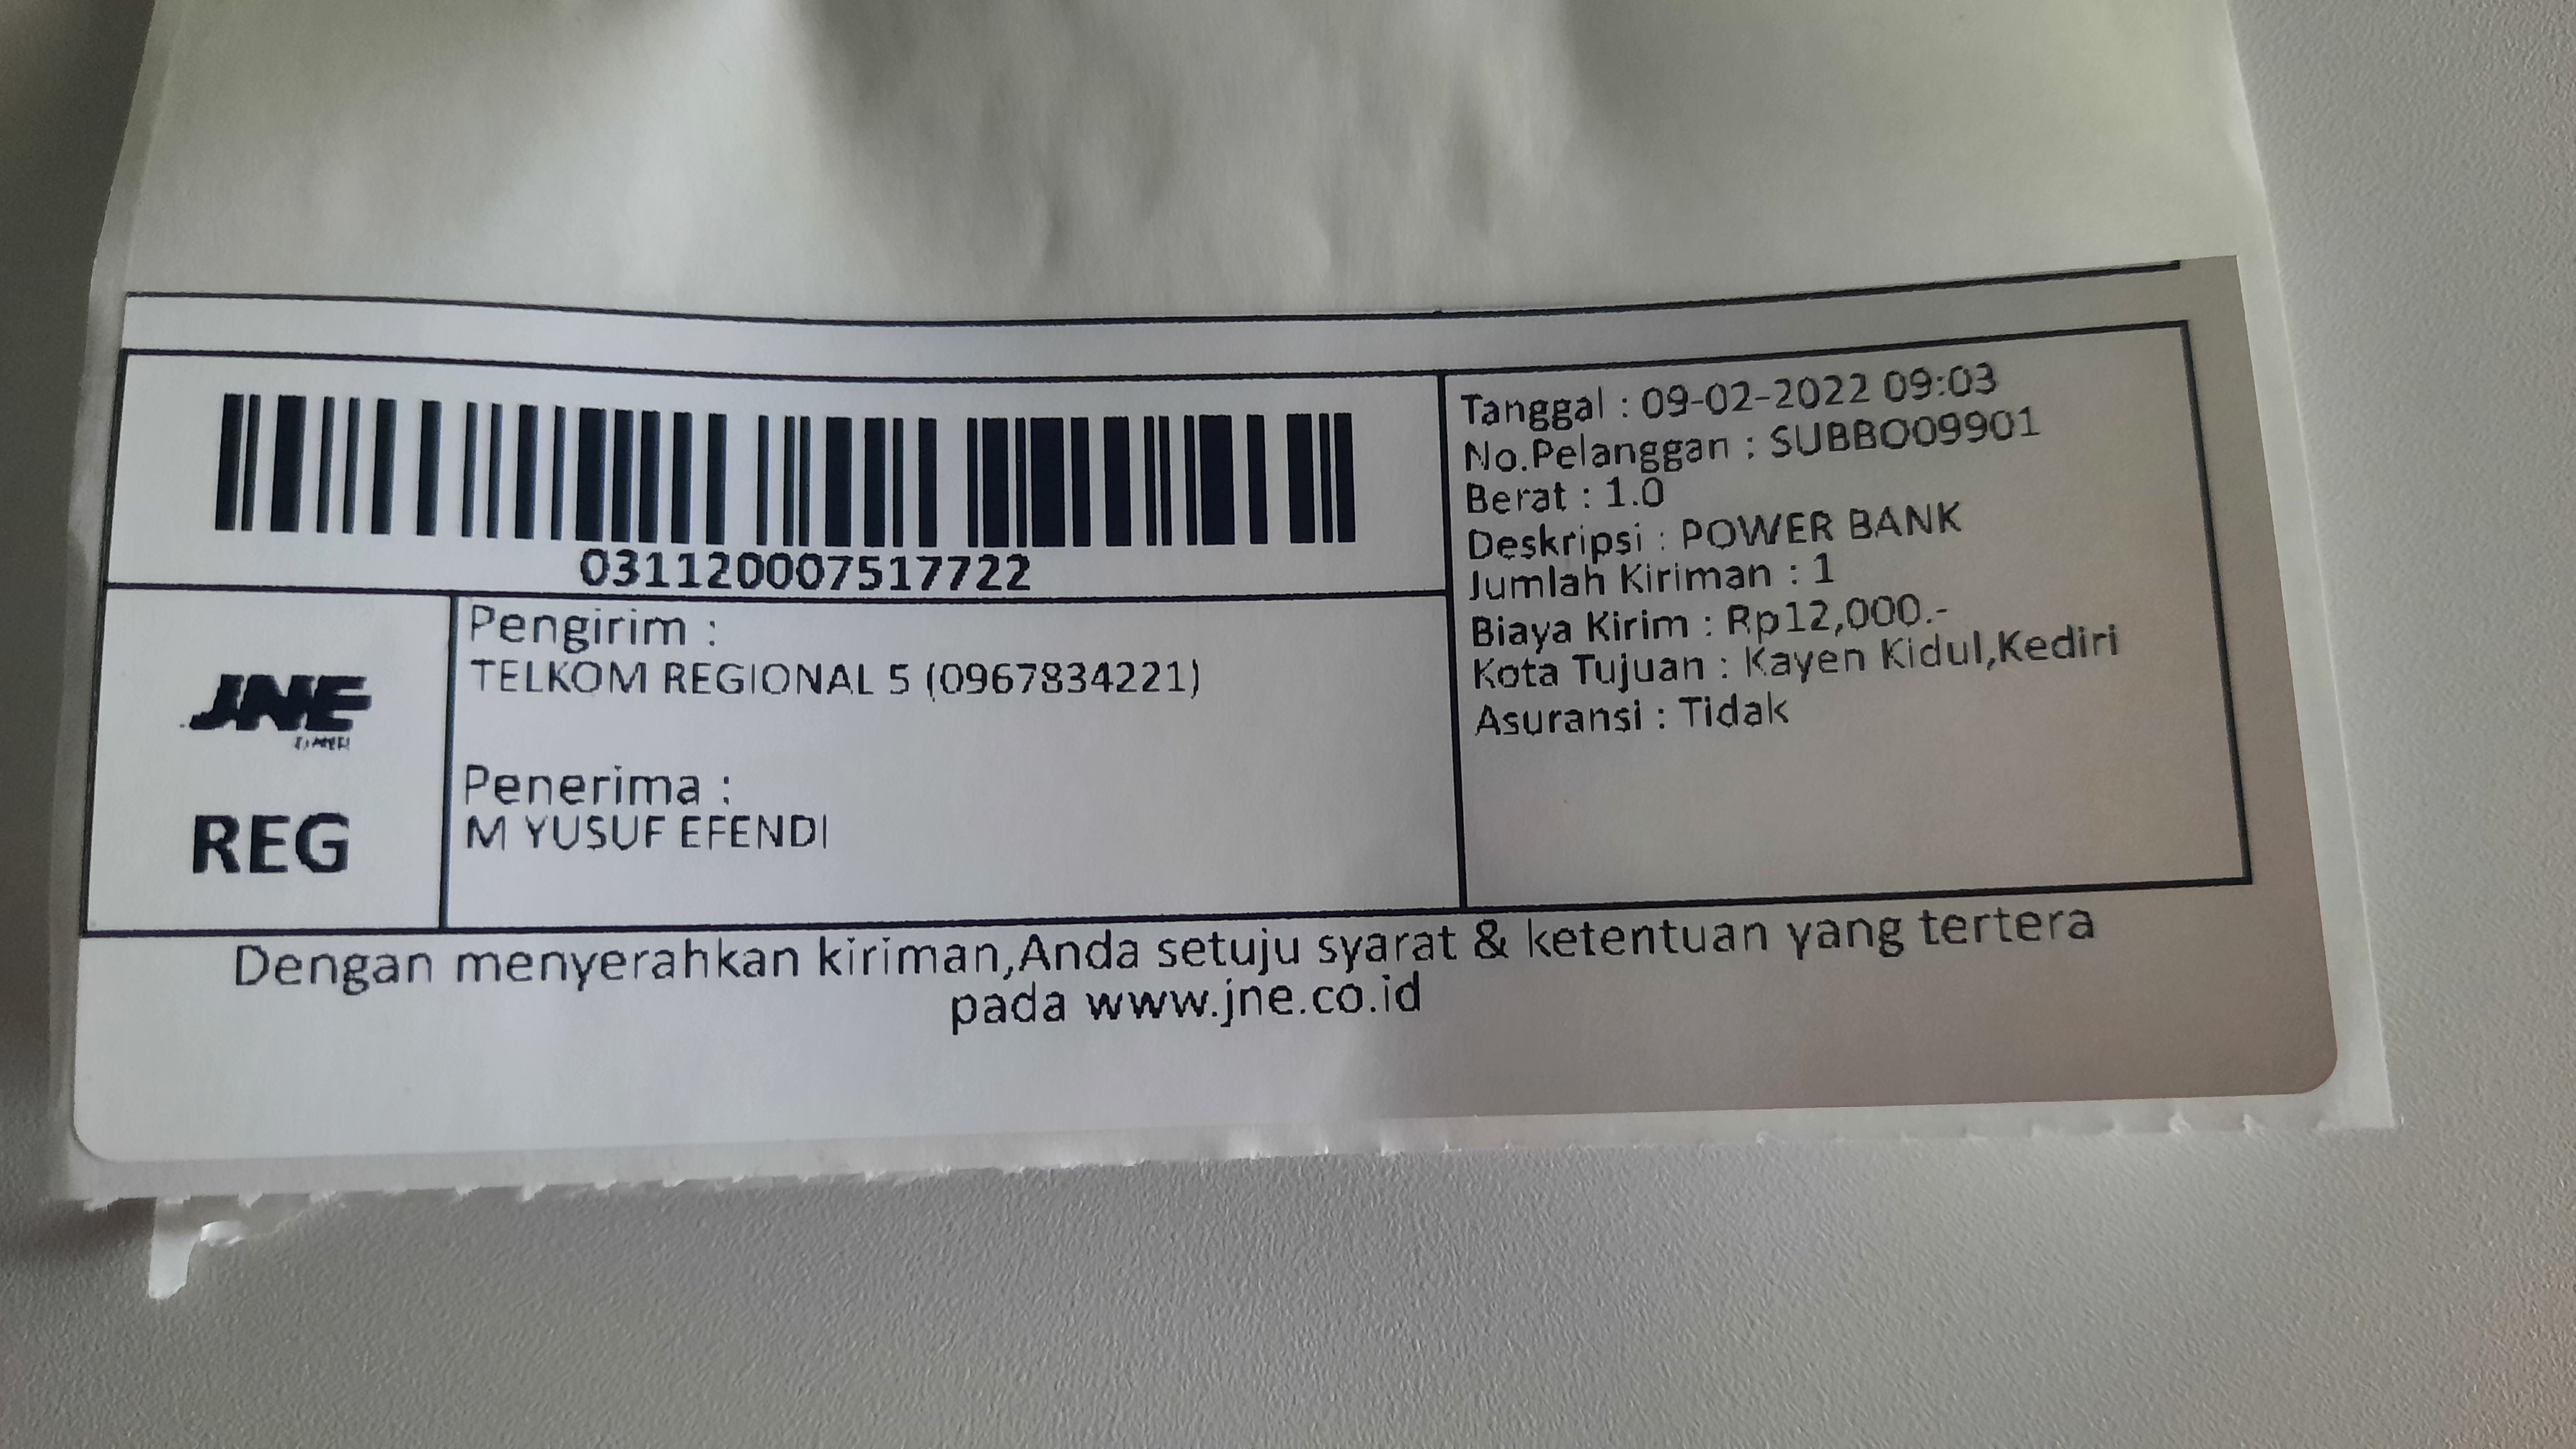 031120007517722
Tanggal : 09-02-2022 09:03
No.Pelanggan : SUBBO09901
Berat : 1.0
Deskripsi : POWER BANK
Jumlah Kiriman : 1
Biaya Kirim : Rp12,000.-
Kota Tujuan : Kayen Kidul,Kediri
Asuransi : Tidak
JNE
REG
Pengirim :
TELKOM REGIONAL 5 (0967834221)
Penerima :
M YUSUF EFENDI
Dengan menyerahkan kiriman,Anda setuju syarat & ketentuan yang tertera
pada www.jne.co.id